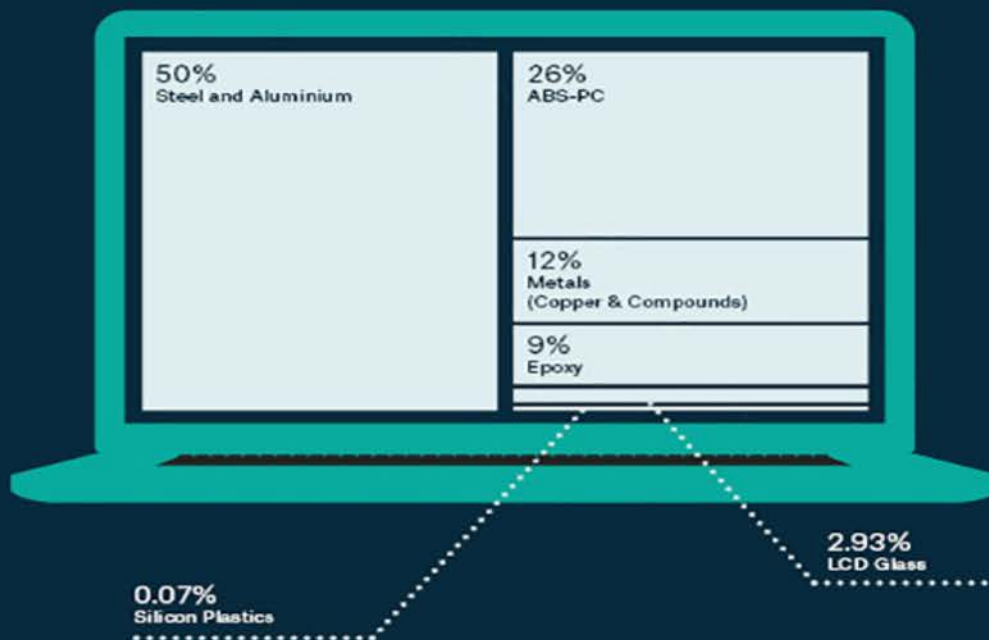 50%
Steel and Aluminium
26%
ABS-PC
12%
Metals
(Copper & Compounds)
9%
Epoxy
2.93%
LCD Glass
0.07%
Silicon Plastics